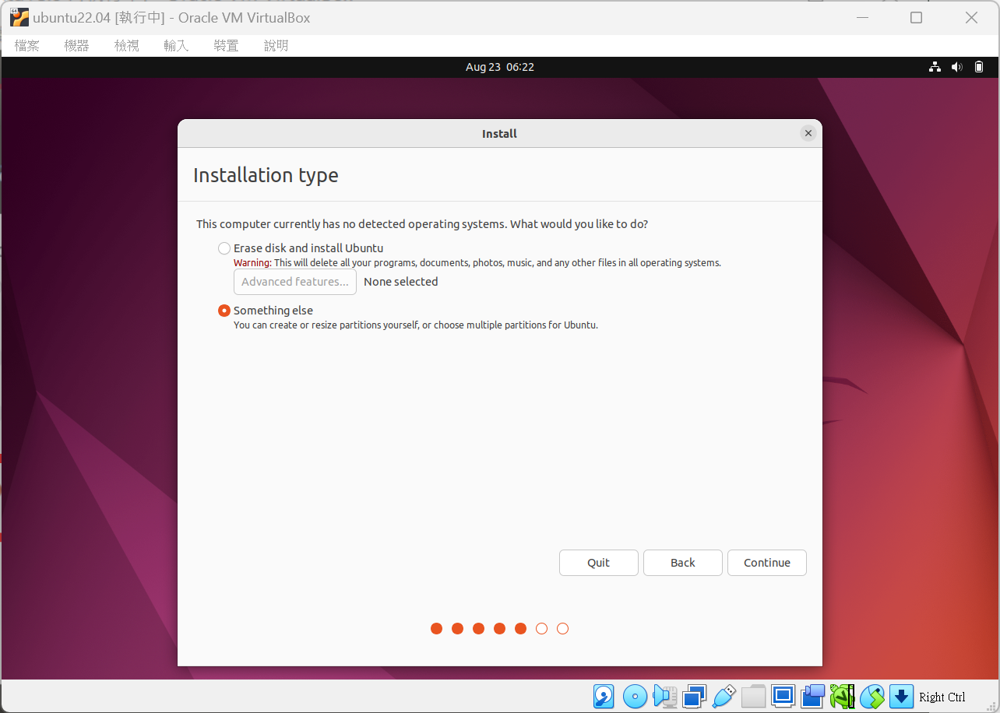 ubuntu22.04 [執行中] - Oracle VM VirtualBox
檔案 機器 檢視 輸入 裝置 說明
Aug 23 06:22
Install
Installation type
This computer currently has no detected operating systems. What would you like to do?
Erase disk and install Ubuntu
Warning: This will delete all your programs, documents, photos, music, and any other files in all operating systems.
Advanced features... None selected
Something else
You can create or resize partitions yourself, or choose multiple partitions for Ubuntu.
Quit Back Continue
Right Ctrl